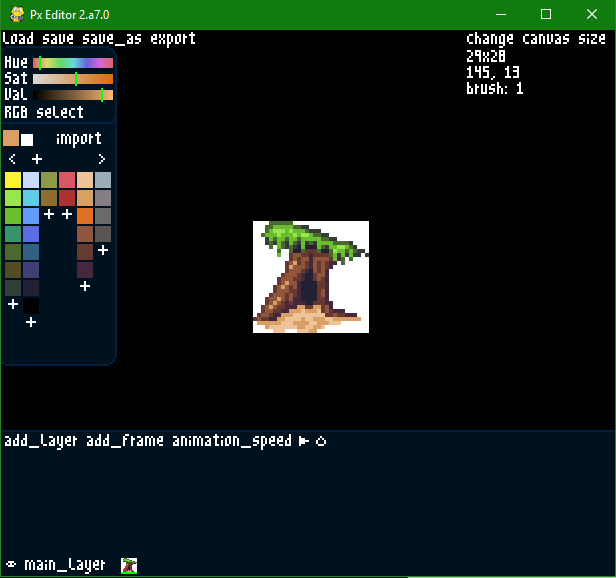 Px Editor 2.a7.0
load save save_as export
change canvas size
29x28
145, 13
brush: 1
Hue
Sat
Val
RGB select
import
< + >
add_layer add_frame animation_speed
main_layer